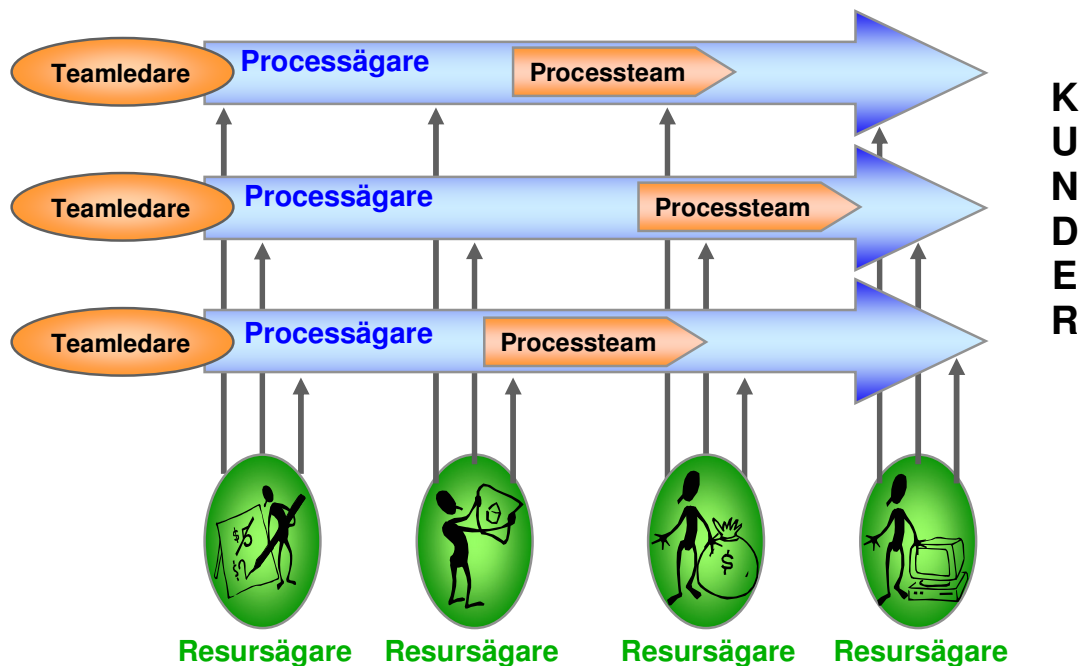 Teamledare
Processägare
Processteam
Teamledare
Processägare
Processteam
Teamledare
Processägare
Processteam
K
U
N
D
E
R
$
Resursägare
Resursägare
Resursägare
Resursägare